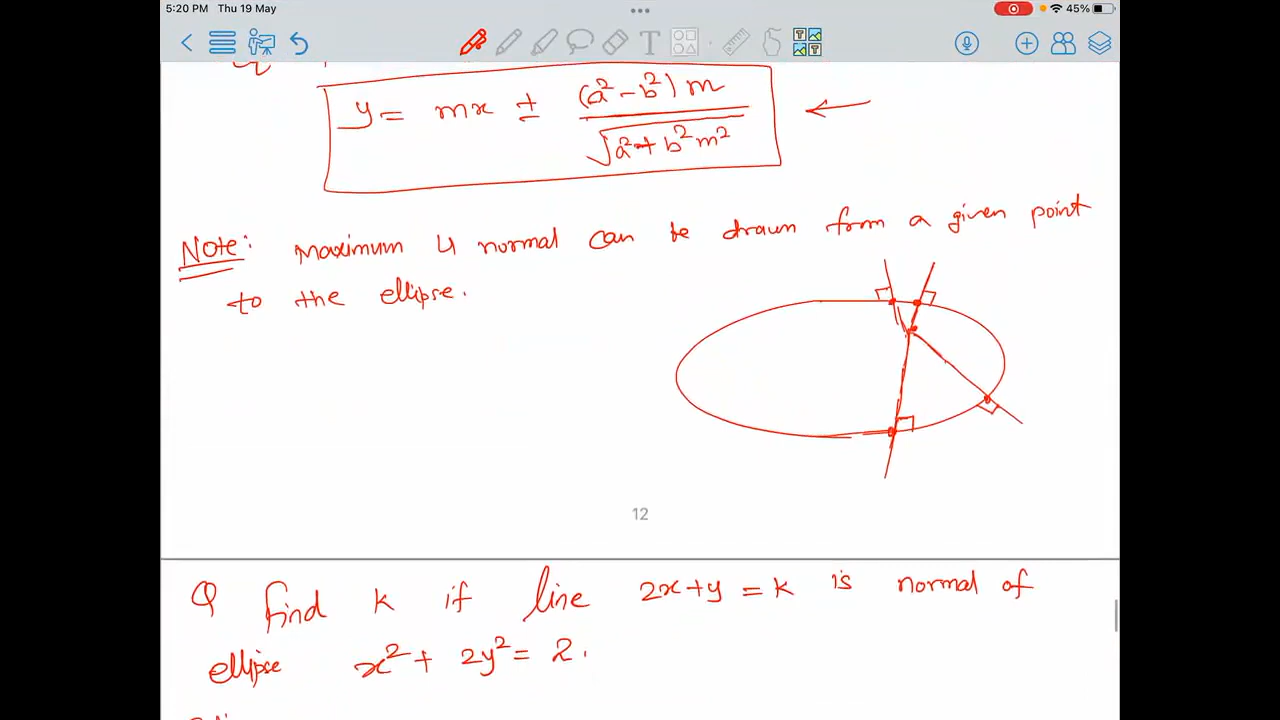 5:20 PM Thu 19 May
45%
y = mx ± (a² - b²) m / √a² + b² m²
Note: Maximum 4 normal can be drawn form a given point
to the ellipse.
12
Q Find k if line 2x + y = k is normal of
ellipse x² + 2y² = 2.